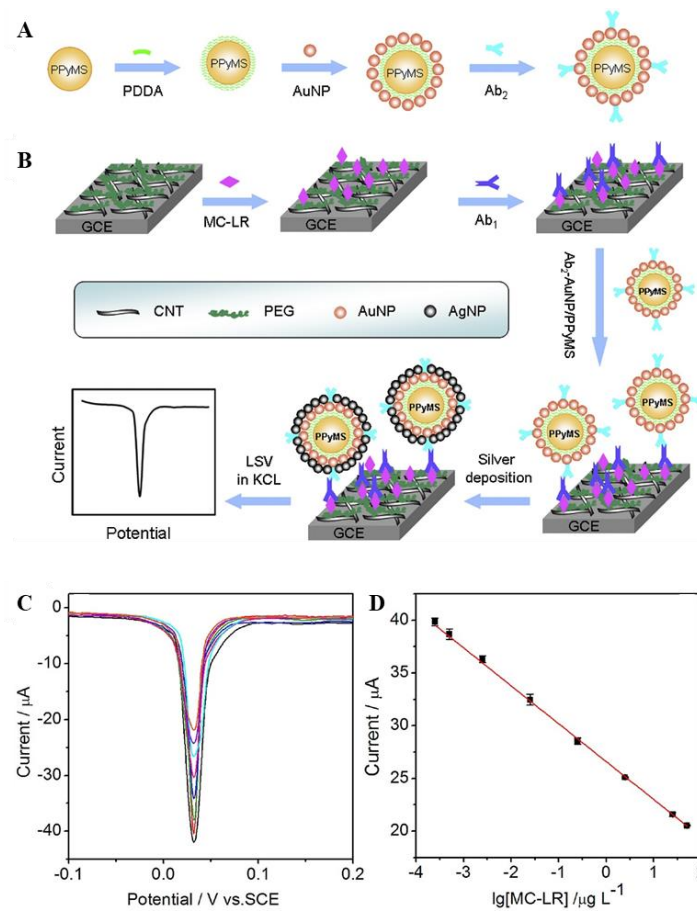 A
PPyMS
PDDA
PPyMS
AuNP
PPyMS
Ab2
PPyMS
B
GCE
MC-LR
GCE
Ab1
GCE
Ab2-AuNP/PPyMS
PPyMS
CNT
PEG
AuNP
AgNP
PPyMS
PPyMS
GCE
Silver
deposition
PPyMS
PPyMS
GCE
LSV
in KCL
Current
Potential
C
0
-10
-20
-30
-40
-0.1
0.0
0.1
0.2
Current / μA
Potential / V vs.SCE
D
40
35
30
25
20
-4
-3
-2
-1
0
1
2
Current / μA
lg[MC-LR] /μg L⁻¹